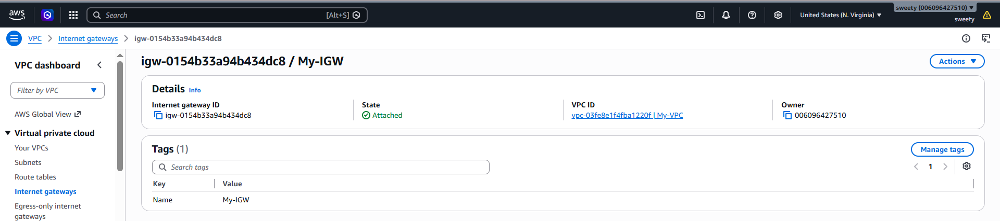 aws
Search [Alt+S]
United States (N. Virginia)
sweety (006096427510)
sweety
VPC
Internet gateways
igw-0154b33a94b434dc8
VPC dashboard
Filter by VPC
AWS Global View
Virtual private cloud
Your VPCs
Subnets
Route tables
Internet gateways
Egress-only internet
gateways
igw-0154b33a94b434dc8 / My-IGW
Actions
Details Info
Internet gateway ID
igw-0154b33a94b434dc8
State
Attached
VPC ID
vpc-03fe8e1f4fba1220f | My-VPC
Owner
006096427510
Tags (1)
Manage tags
Search tags
1
Key Value
Name My-IGW